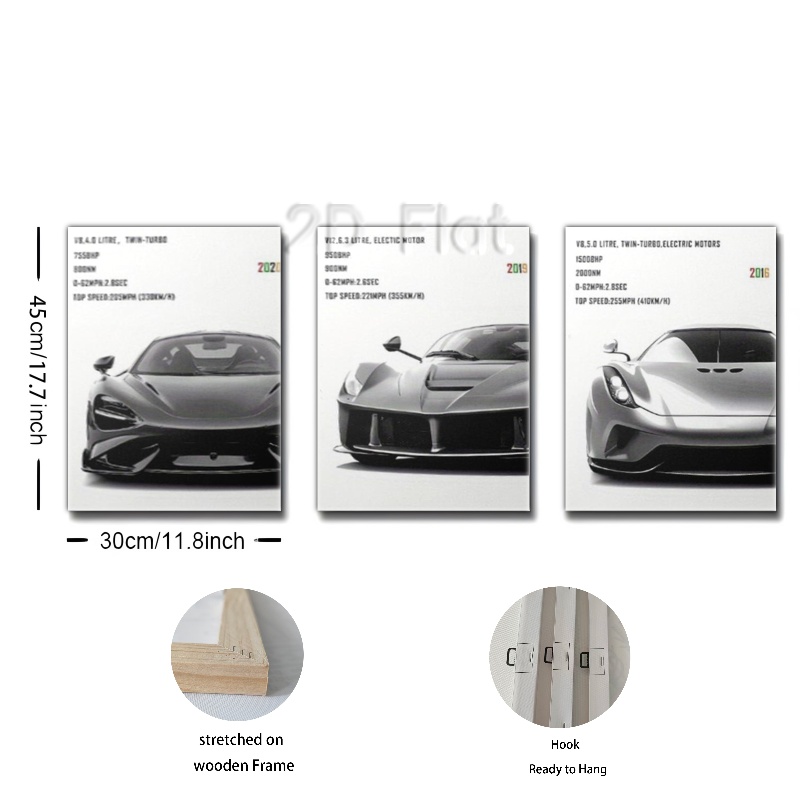 2D Flat
V8,4.0 LITRE, TWIN-TURBO
755BHP
800NM
0-62MPH:2.8SEC
TOP SPEED:205MPH (330KM/H)
2020
V12,6.3 LITRE, ELECTIC MOTOR
950BHP
900NM
0-62MPH:2.6SEC
TOP SPEED:221MPH (355KM/H)
2019
V8,5.0 LITRE, TWIN-TURBO,ELECTRIC MOTORS
1500BHP
2000NM
0-62MPH:2.8SEC
TOP SPEED:255MPH (410KM/H)
2016
45cm/17.7inch
30cm/11.8inch
stretched on
wooden Frame
Hook
Ready to Hang